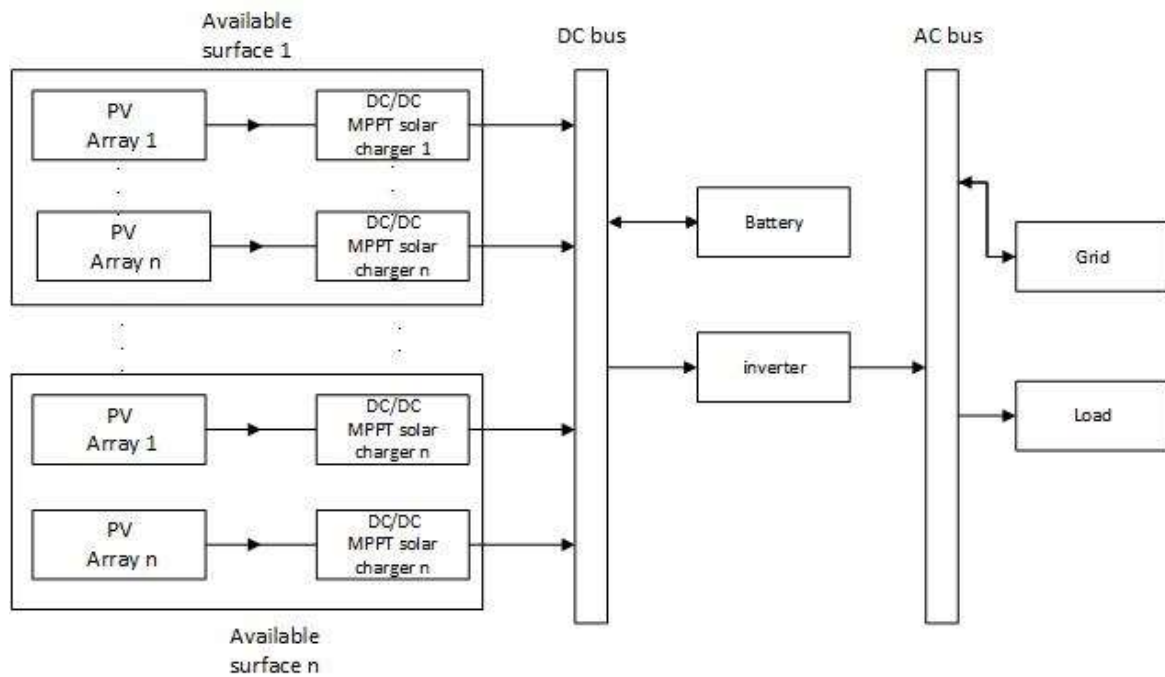 Available
surface 1
DC bus
AC bus
PV
Array 1
DC/DC
MPPT solar
charger 1
PV
Array n
DC/DC
MPPT solar
charger n
Battery
Grid
inverter
Load
PV
Array 1
DC/DC
MPPT solar
charger n
PV
Array n
DC/DC
MPPT solar
charger n
Available
surface n